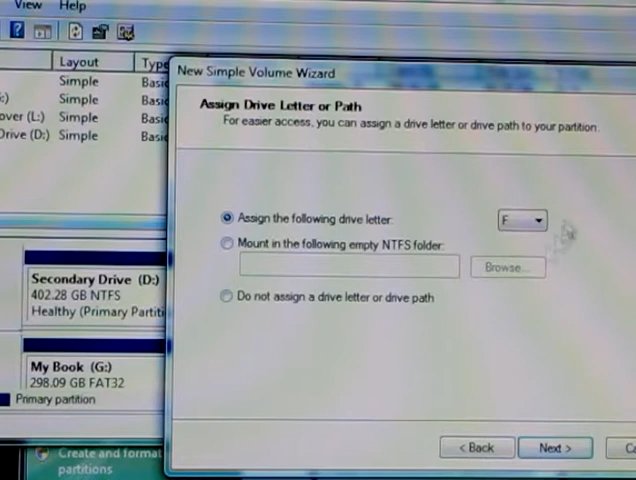 View Help
Layout Type
Simple
Simple
over (L:) Simple
Drive (D:) Simple
New Simple Volume Wizard
Assign Drive Letter or Path
For easier access, you can assign a drive letter or drive path to your partition.
Assign the following drive letter: F
Mount in the following empty NTFS folder:
Browse...
Do not assign a drive letter or drive path
Secondary Drive (D:)
402.28 GB NTFS
Healthy (Primary Partiti
My Book (G:)
298.09 GB FAT32
Primary partition
< Back Next >
Create and format
partitions